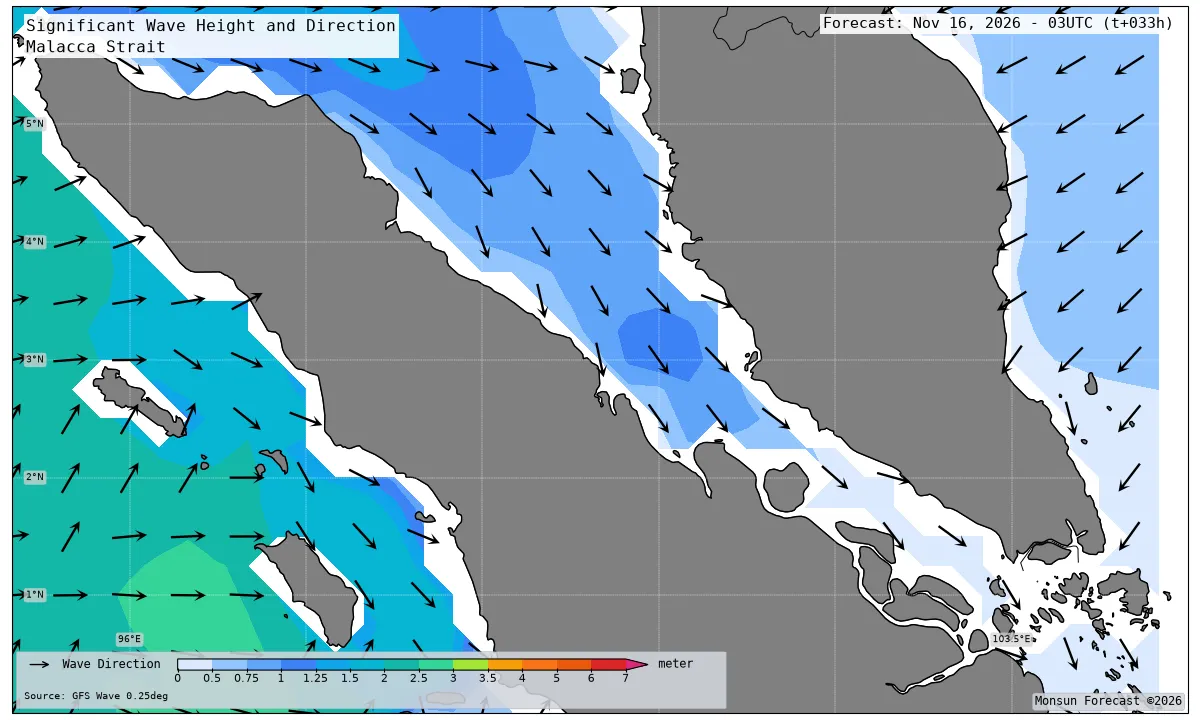 Significant Wave Height and Direction
Malacca Strait
Forecast: Nov 16, 2026 - 03UTC (t+033h)
5°N
4°N
3°N
2°N
1°N
96°E
103.5°E
Wave Direction
meter
0 0.5 0.75 1 1.25 1.5 2 2.5 3 3.5 4 5 6 7
Source: GFS Wave 0.25deg
Monsun Forecast ©2026